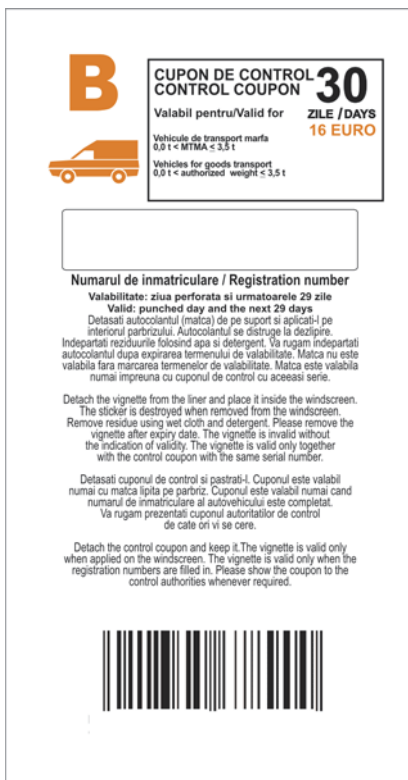 B
CUPON DE CONTROL
CONTROL COUPON
30
Valabil pentru/Valid for
ZILE /DAYS
16 EURO
Vehicule de transport marfa
0,0 t < MTMA ≤ 3,5 t
Vehicles for goods transport
0,0 t < authorized weight ≤ 3,5 t
Numarul de inmatriculare / Registration number
Valabilitate: ziua perforata si urmatoarele 29 zile
Valid: punched day and the next 29 days
Detasati autocolantul (matca) de pe suport si aplicati-l pe
interiorul parbrizului. Autocolantul se distruge la dezlipire.
Indepartati reziduurile folosind apa si detergent. Va rugam indepartati
autocolantul dupa expirarea termenului de valabilitate. Matca nu este
valabila fara marcarea termenelor de valabilitate. Matca este valabila
numai impreuna cu cuponul de control cu aceeasi serie.
Detach the vignette from the liner and place it inside the windscreen.
The sticker is destroyed when removed from the windscreen.
Remove residue using wet cloth and detergent. Please remove the
vignette after expiry date. The vignette is invalid without
the indication of validity. The vignette is valid only together
with the control coupon with the same serial number.
Detasati cuponul de control si pastrati-l. Cuponul este valabil
numai cu matca lipita pe parbriz. Cuponul este valabil numai cand
numarul de inmatriculare al autovehicului este completat.
Va rugam prezentati cuponul autoritatilor de control
de cate ori vi se cere.
Detach the control coupon and keep it.The vignette is valid only
when applied on the windscreen. The vignette is valid only when the
registration numbers are filled in. Please show the coupon to the
control authorities whenever required.